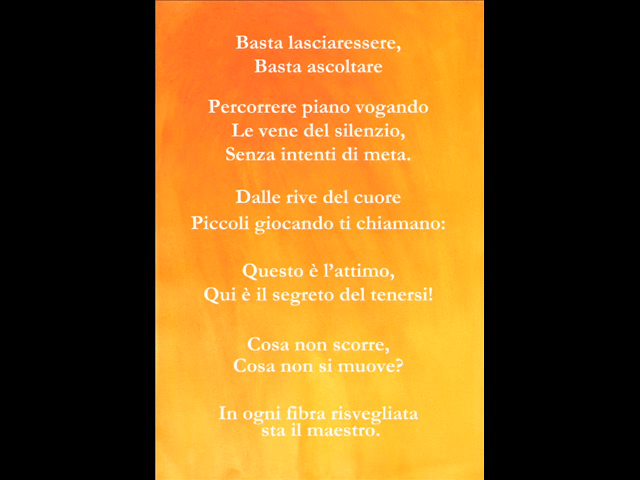 Basta lasciaressere,
Basta ascoltare
Percorrere piano vogando
Le vene del silenzio,
Senza intenti di meta.
Dalle rive del cuore
Piccoli giocando ti chiamano:
Questo è l’attimo,
Qui è il segreto del tenersi!
Cosa non scorre,
Cosa non si muove?
In ogni fibra risvegliata
sta il maestro.